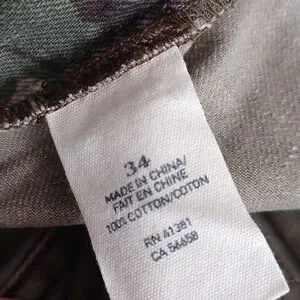 34
MADE IN CHINA/
FAIT EN CHINE
100% COTTON/COTON
RN 41381
CA 56658